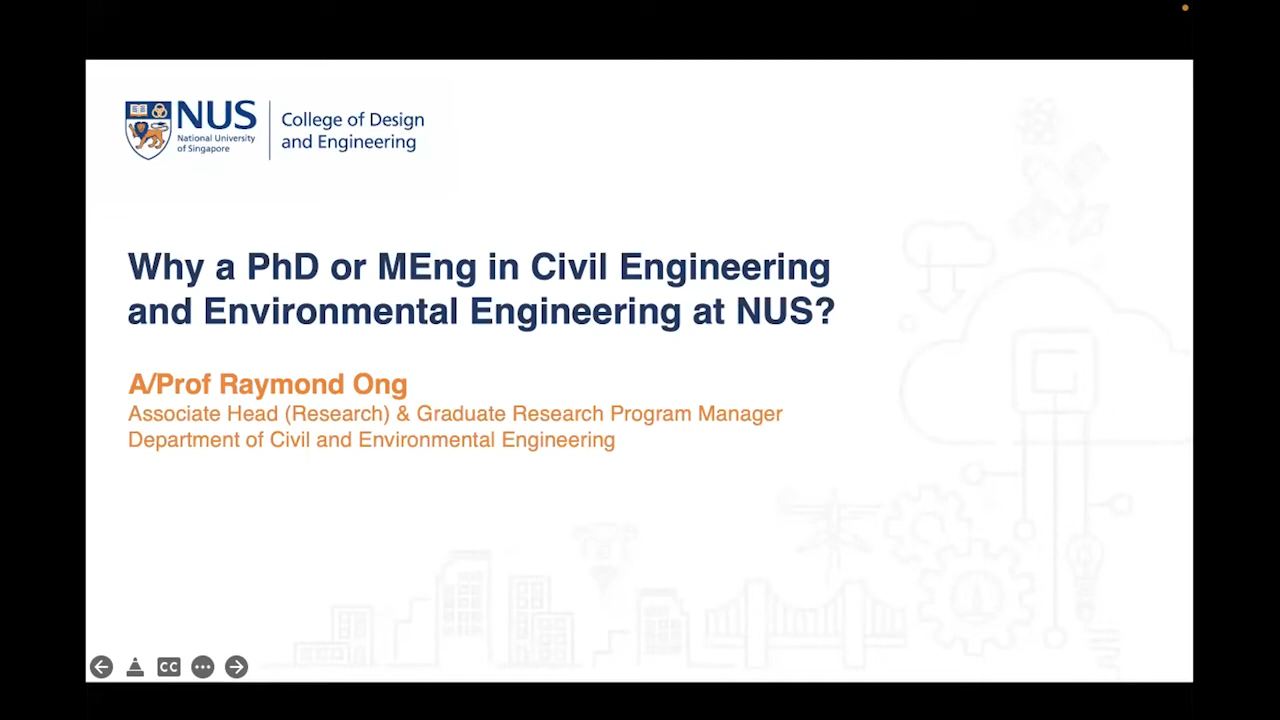 NUS
National University
of Singapore
College of Design
and Engineering
Why a PhD or MEng in Civil Engineering
and Environmental Engineering at NUS?
A/Prof Raymond Ong
Associate Head (Research) & Graduate Research Program Manager
Department of Civil and Environmental Engineering
CC